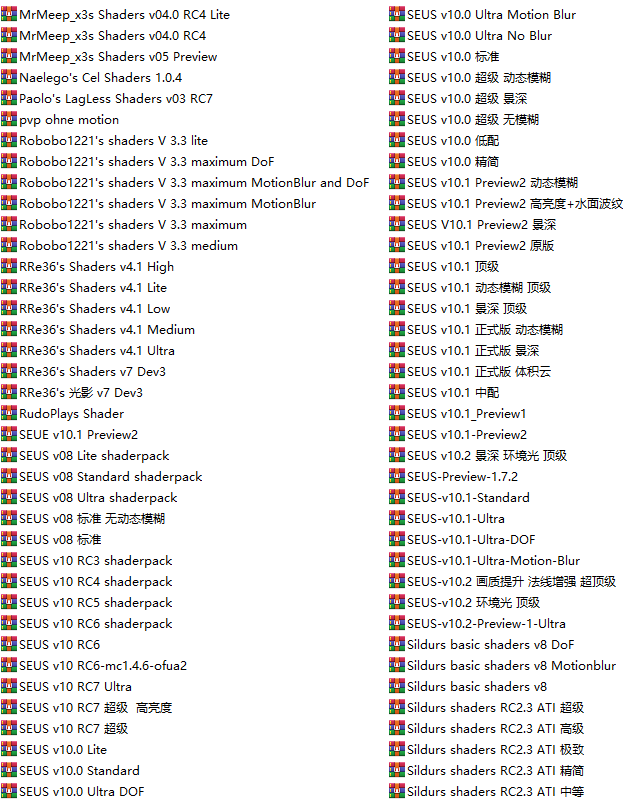 MrMeep_x3s Shaders v04.0 RC4 Lite
MrMeep_x3s Shaders v04.0 RC4
MrMeep_x3s Shaders v05 Preview
Naelego's Cel Shaders 1.0.4
Paolo's LagLess Shaders v03 RC7
pvp ohne motion
Robobo1221's shaders V 3.3 lite
Robobo1221's shaders V 3.3 maximum DoF
Robobo1221's shaders V 3.3 maximum MotionBlur and DoF
Robobo1221's shaders V 3.3 maximum MotionBlur
Robobo1221's shaders V 3.3 maximum
Robobo1221's shaders V 3.3 medium
RRe36's Shaders v4.1 High
RRe36's Shaders v4.1 Lite
RRe36's Shaders v4.1 Low
RRe36's Shaders v4.1 Medium
RRe36's Shaders v4.1 Ultra
RRe36's Shaders v7 Dev3
RRe36's 光影 v7 Dev3
RudoPlays Shader
SEUE v10.1 Preview2
SEUS v08 Lite shaderpack
SEUS v08 Standard shaderpack
SEUS v08 Ultra shaderpack
SEUS v08 标准 无动态模糊
SEUS v08 标准
SEUS v10 RC3 shaderpack
SEUS v10 RC4 shaderpack
SEUS v10 RC5 shaderpack
SEUS v10 RC6 shaderpack
SEUS v10 RC6
SEUS v10 RC6-mc1.4.6-ofua2
SEUS v10 RC7 Ultra
SEUS v10 RC7 超级  高亮度
SEUS v10 RC7 超级
SEUS v10.0 Lite
SEUS v10.0 Standard
SEUS v10.0 Ultra DOF
SEUS v10.0 Ultra Motion Blur
SEUS v10.0 Ultra No Blur
SEUS v10.0 标准
SEUS v10.0 超级 动态模糊
SEUS v10.0 超级 景深
SEUS v10.0 超级 无模糊
SEUS v10.0 低配
SEUS v10.0 精简
SEUS v10.1 Preview2 动态模糊
SEUS v10.1 Preview2 高亮度+水面波纹
SEUS V10.1 Preview2 景深
SEUS v10.1 Preview2 原版
SEUS v10.1 顶级
SEUS v10.1 动态模糊 顶级
SEUS v10.1 景深 顶级
SEUS v10.1 正式版 动态模糊
SEUS v10.1 正式版 景深
SEUS v10.1 正式版 体积云
SEUS v10.1 中配
SEUS v10.1_Preview1
SEUS v10.1-Preview2
SEUS v10.2 景深 环境光 顶级
SEUS-Preview-1.7.2
SEUS-v10.1-Standard
SEUS-v10.1-Ultra
SEUS-v10.1-Ultra-DOF
SEUS-v10.1-Ultra-Motion-Blur
SEUS-v10.2 画质提升 法线增强 超顶级
SEUS-v10.2 环境光 顶级
SEUS-v10.2-Preview-1-Ultra
Sildurs basic shaders v8 DoF
Sildurs basic shaders v8 Motionblur
Sildurs basic shaders v8
Sildurs shaders RC2.3 ATI 超级
Sildurs shaders RC2.3 ATI 高级
Sildurs shaders RC2.3 ATI 极致
Sildurs shaders RC2.3 ATI 精简
Sildurs shaders RC2.3 ATI 中等